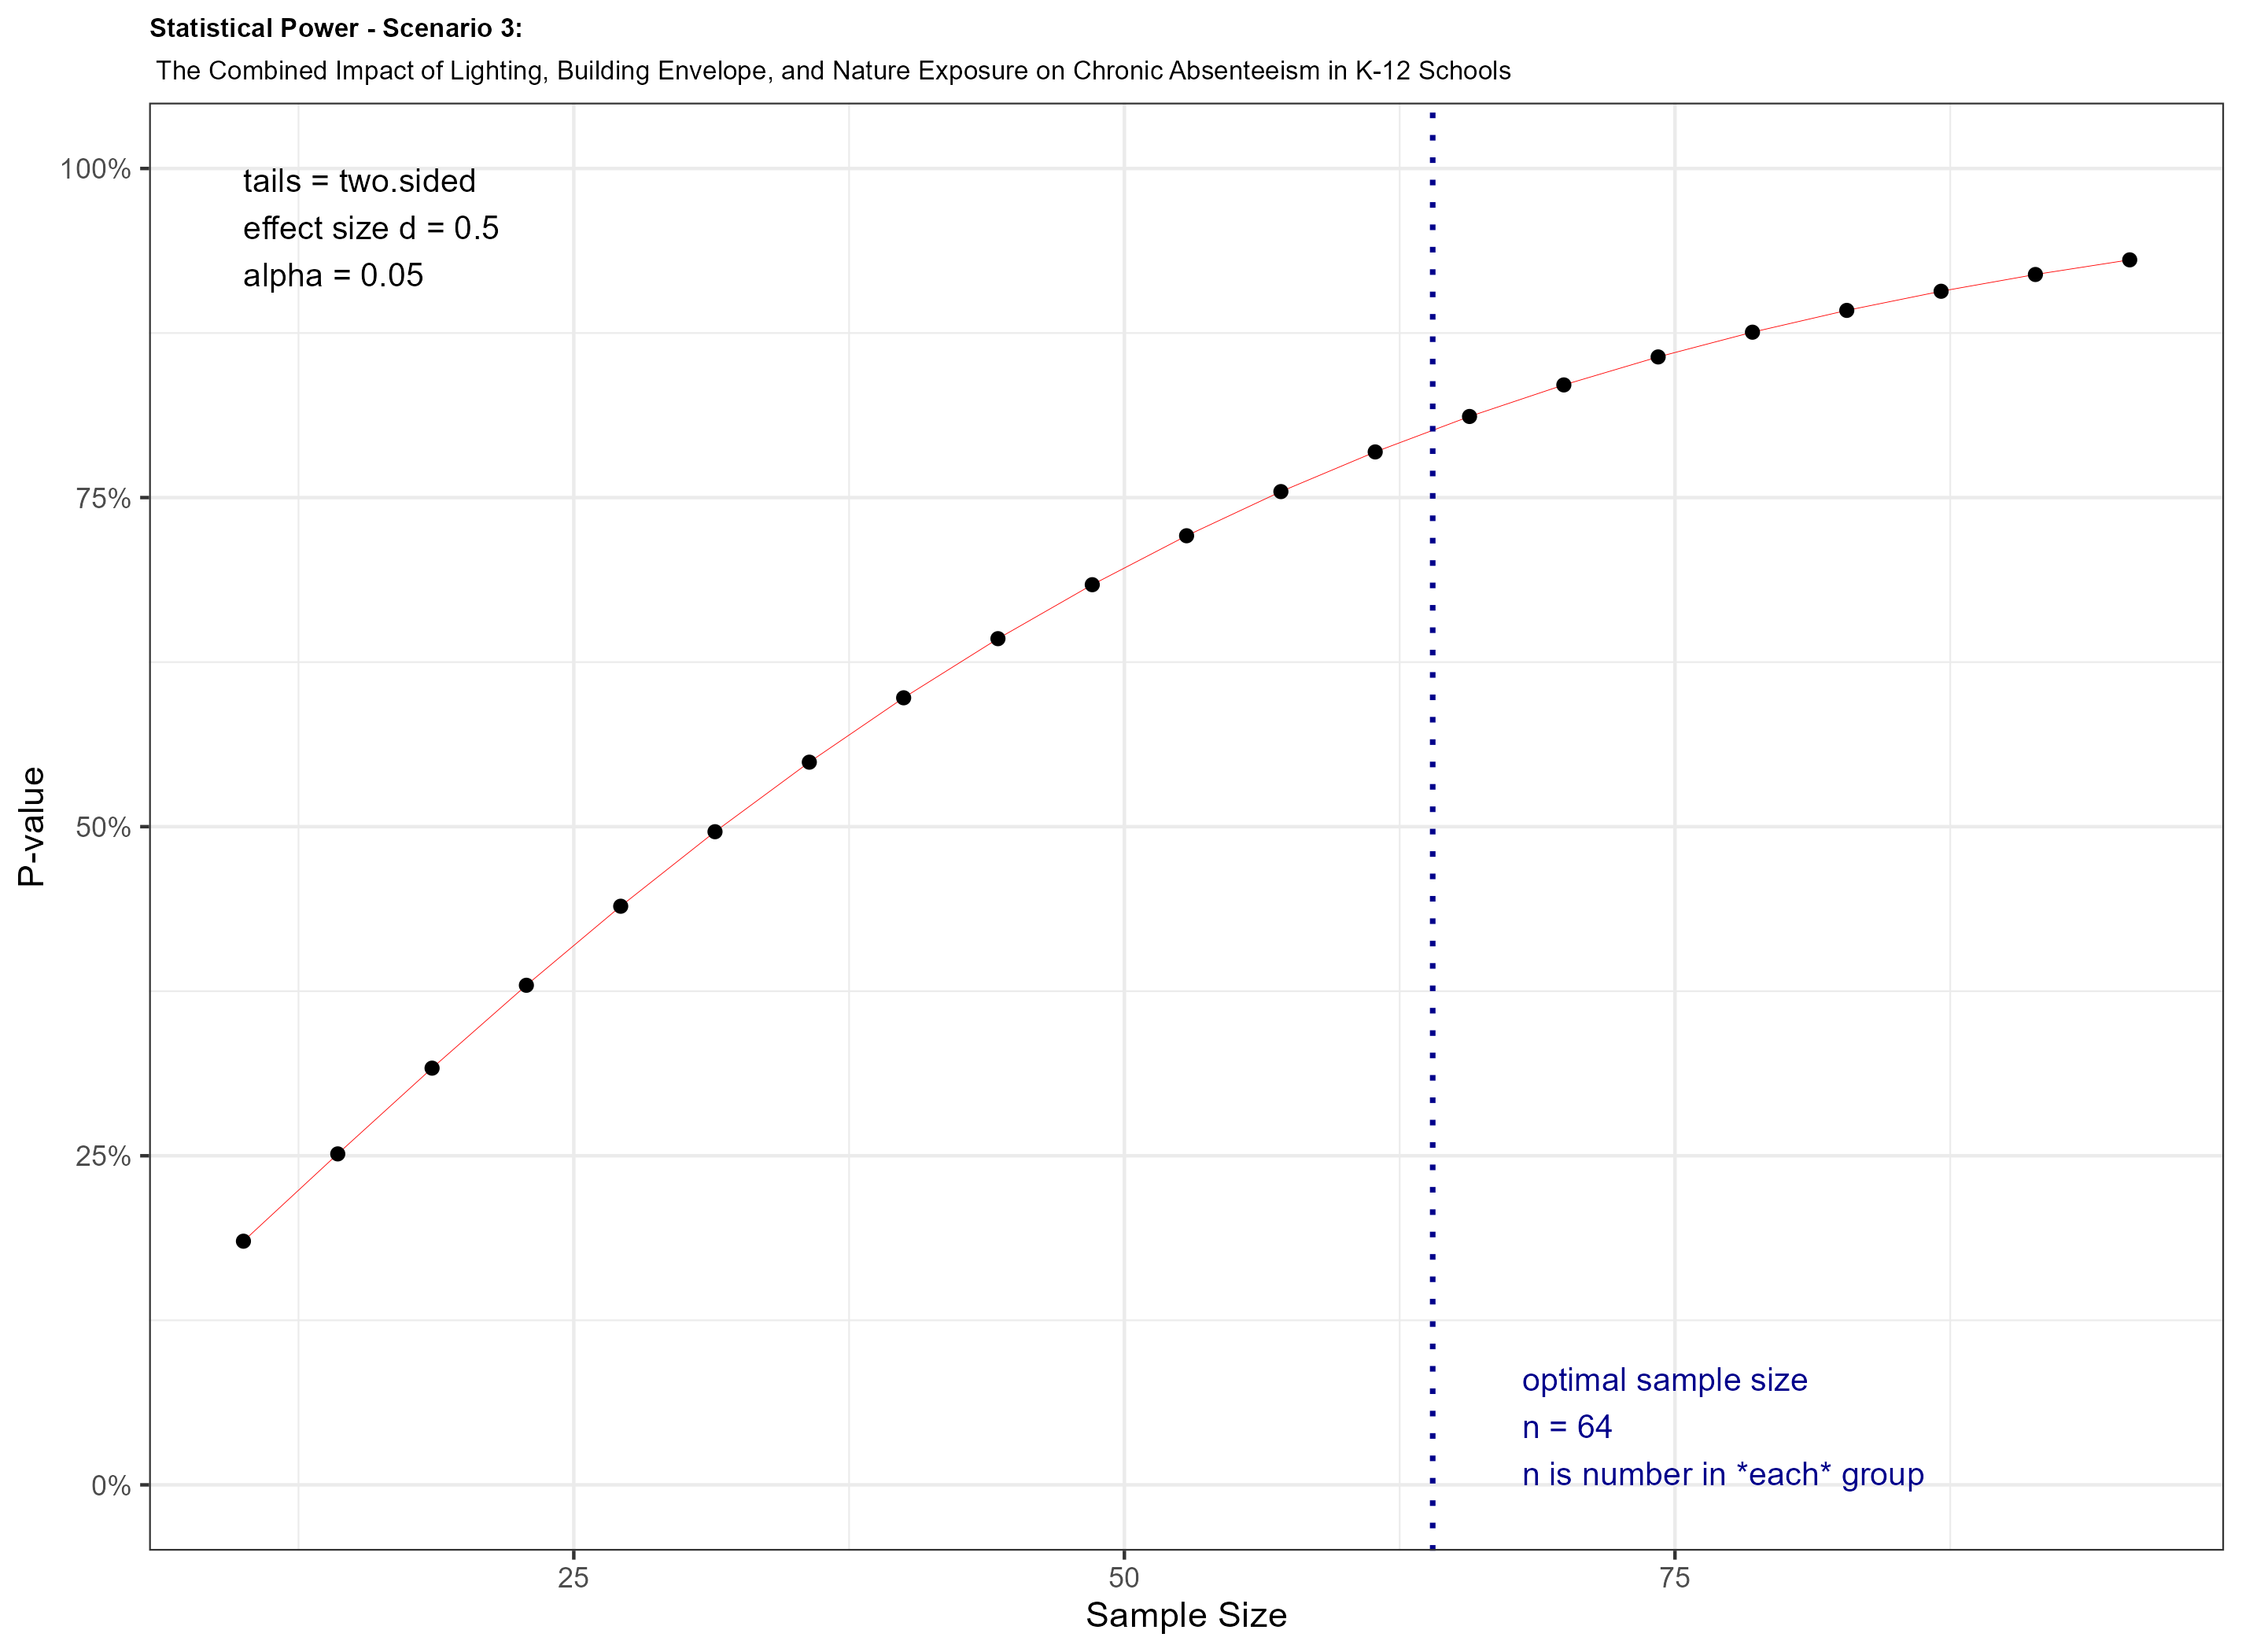 Statistical Power - Scenario 3:
The Combined Impact of Lighting, Building Envelope, and Nature Exposure on Chronic Absenteeism in K-12 Schools
100%
75%
50%
25%
0%
P-value
tails = two.sided
effect size d = 0.5
alpha = 0.05
optimal sample size
n = 64
n is number in *each* group
25
50
75
Sample Size